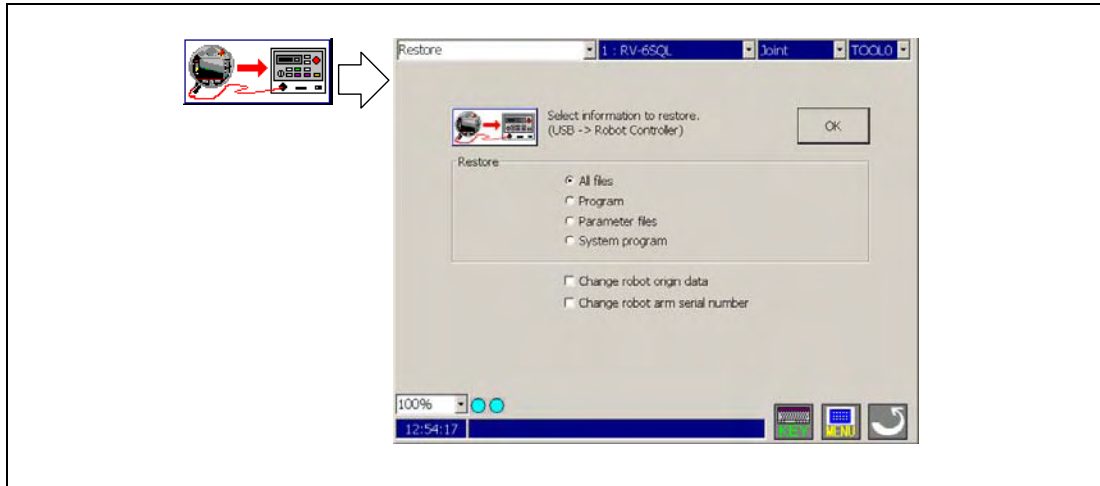 Restore 1 : RV-6SQL Joint TOOL0
Select information to restore.
(USB -> Robot Controller)
OK
Restore
All files
Program
Parameter files
System program
Change robot origin data
Change robot arm serial number
100%
12:54:17
KEY MENU